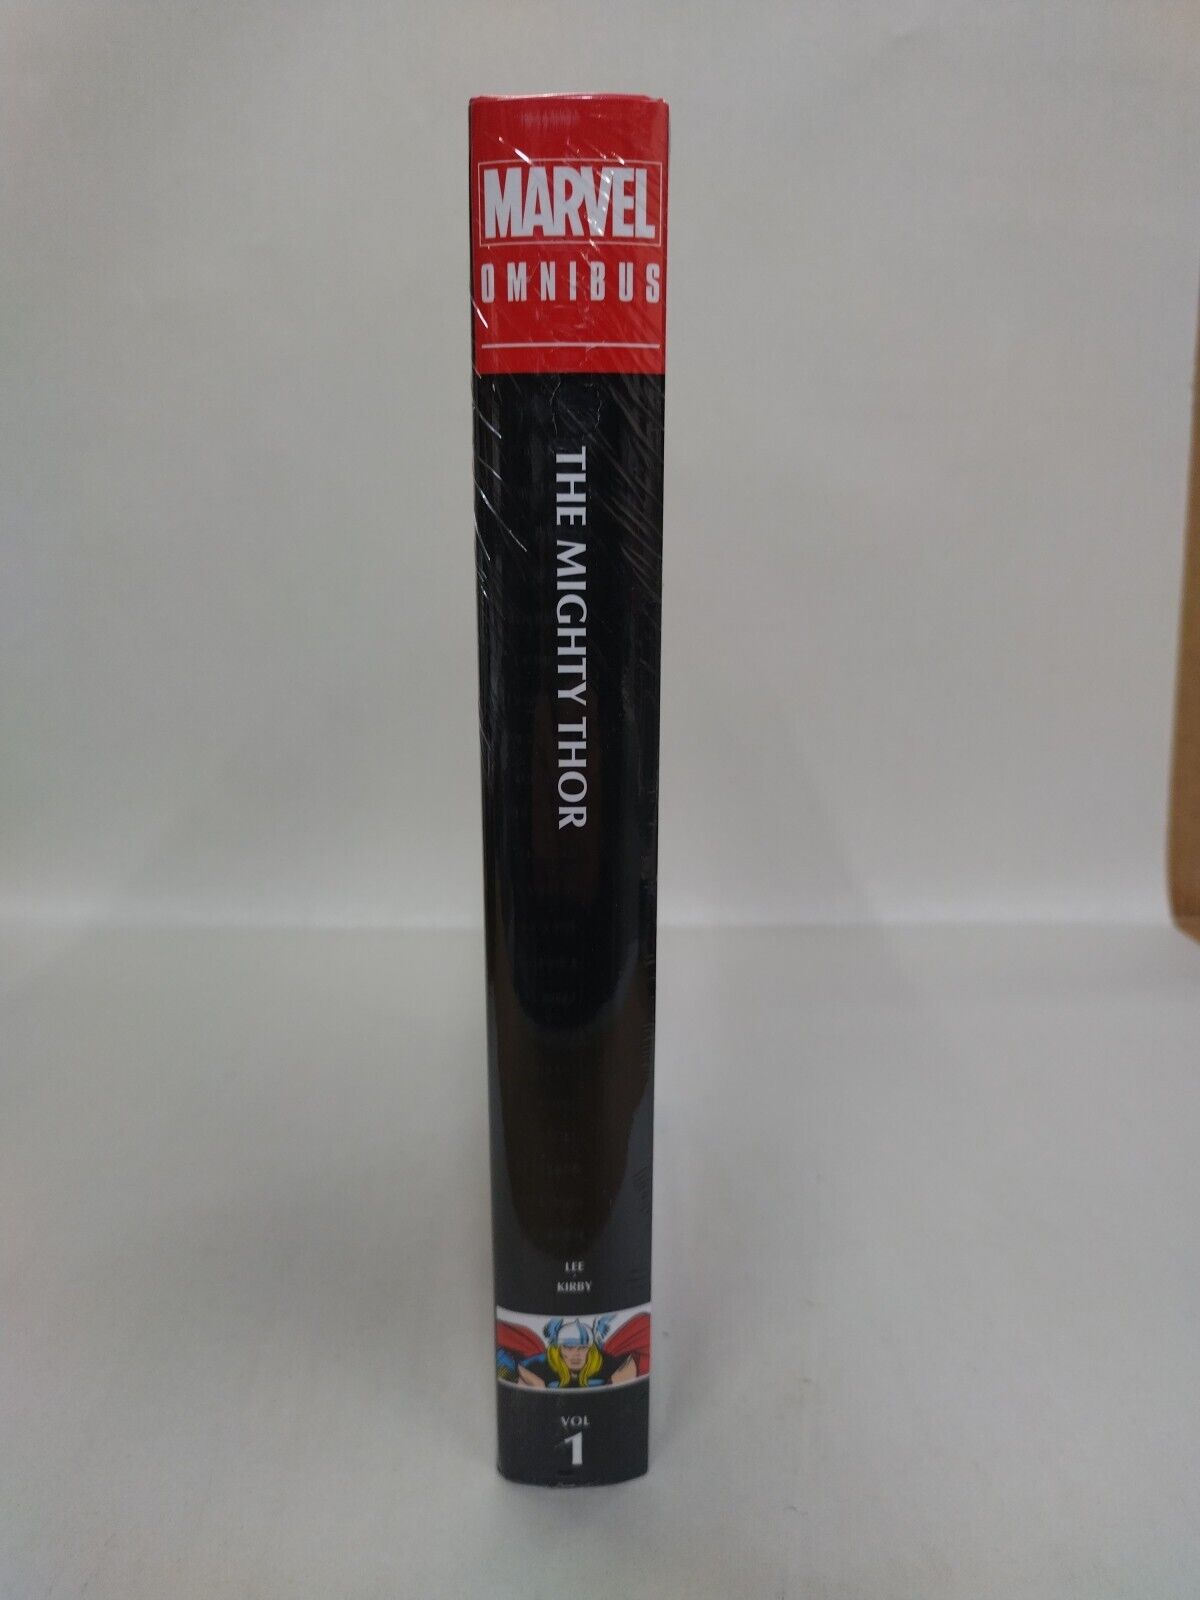 MARVEL
OMNIBUS
THE MIGHTY THOR
LEE
KIRBY
VOL
1